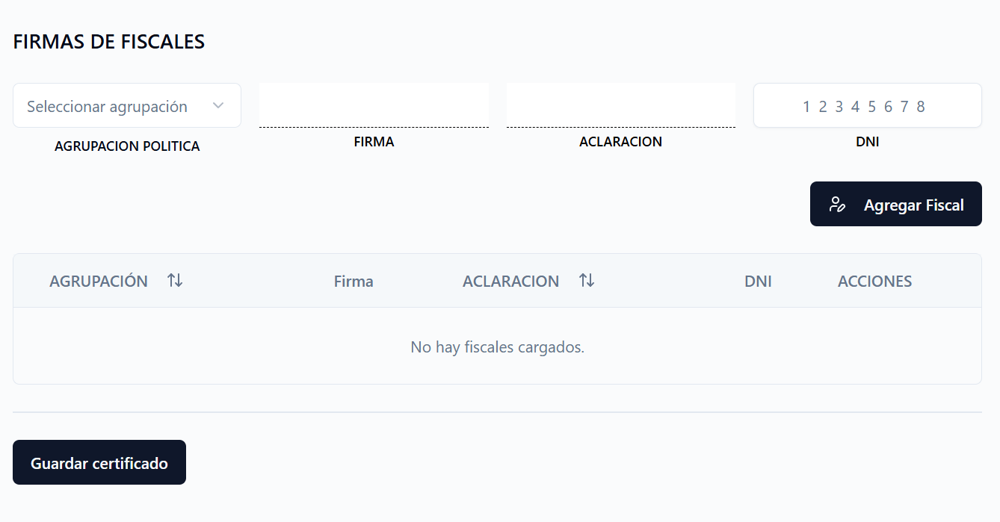 FIRMAS DE FISCALES
Seleccionar agrupación
1 2 3 4 5 6 7 8
AGRUPACION POLITICA
FIRMA
ACLARACION
DNI
Agregar Fiscal
AGRUPACIÓN Firma ACLARACION DNI ACCIONES
No hay fiscales cargados.
Guardar certificado